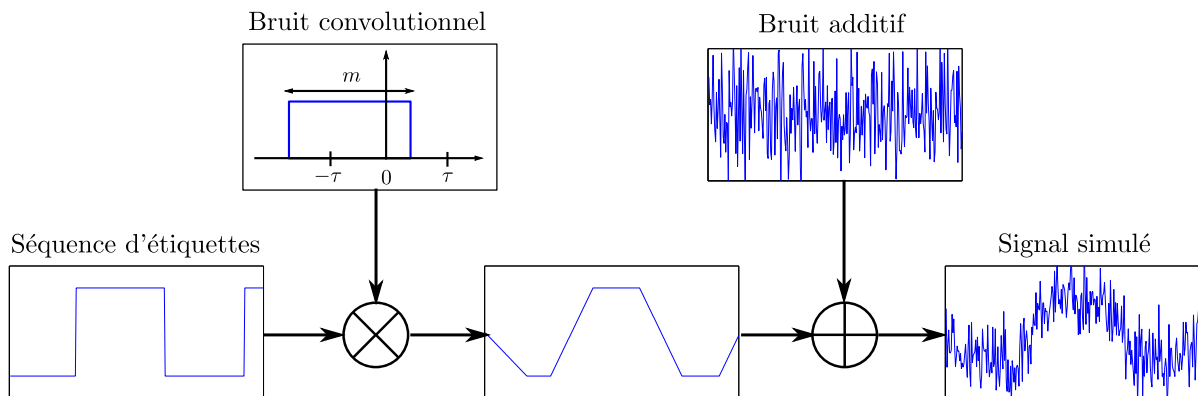 Bruit convolutionnel
m
−τ 0 τ
Bruit additif
Séquence d'étiquettes
Signal simulé